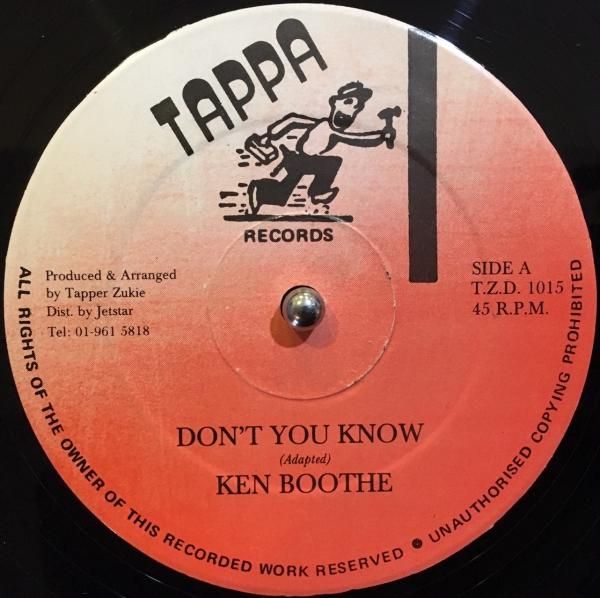 TAPPA
RECORDS
Produced & Arranged
by Tapper Zukie
Dist. by Jetstar
Tel: 01-961 5818
SIDE A
T.Z.D. 1015
45 R.P.M.
DON'T YOU KNOW
(Adapted)
KEN BOOTHE
ALL RIGHTS OF THE OWNER OF THIS RECORDED WORK RESERVED ● UNAUTHORISED COPYING PROHIBITED